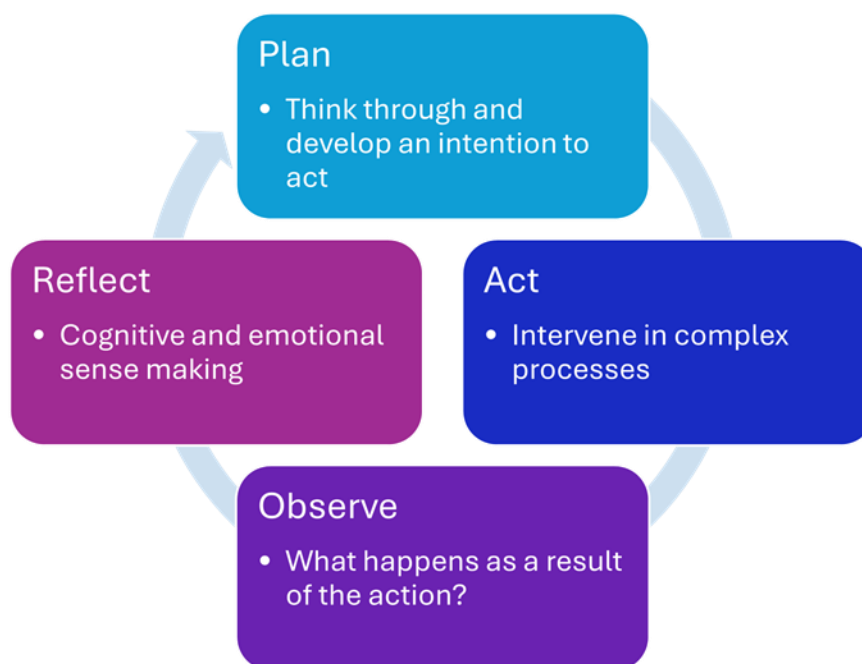 Plan
• Think through and
develop an intention to
act
Reflect
• Cognitive and emotional
sense making
Act
• Intervene in complex
processes
Observe
• What happens as a result
of the action?